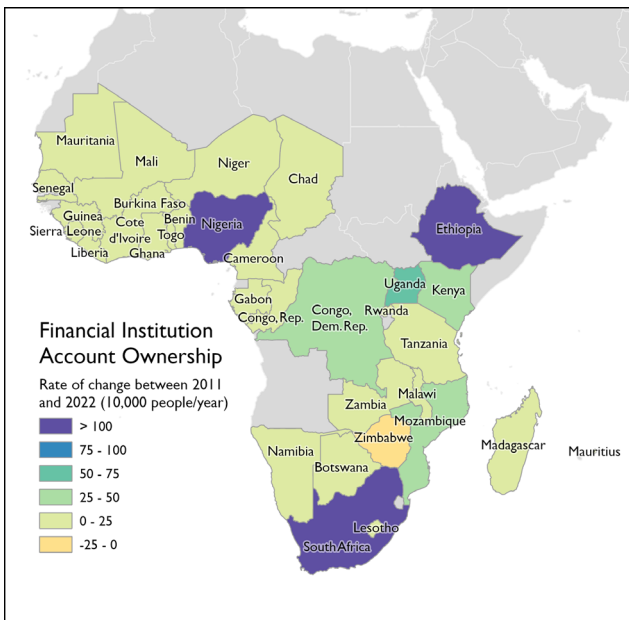 Mauritania
Mali
Niger
Chad
Senegal
Burkina Faso
Guinea
Benin
Nigeria
Ethiopia
Sierra Leone
Cote
d'Ivoire
Togo
Liberia
Ghana
Cameroon
Uganda
Kenya
Gabon
Congo, Rep.
Congo,
Dem. Rep.
Rwanda
Tanzania
Financial Institution
Account Ownership
Rate of change between 2011
and 2022 (10,000 people/year)
> 100
75 - 100
50 - 75
25 - 50
0 - 25
-25 - 0
Zambia
Malawi
Mozambique
Zimbabwe
Namibia
Botswana
Madagascar
Mauritius
Lesotho
South Africa